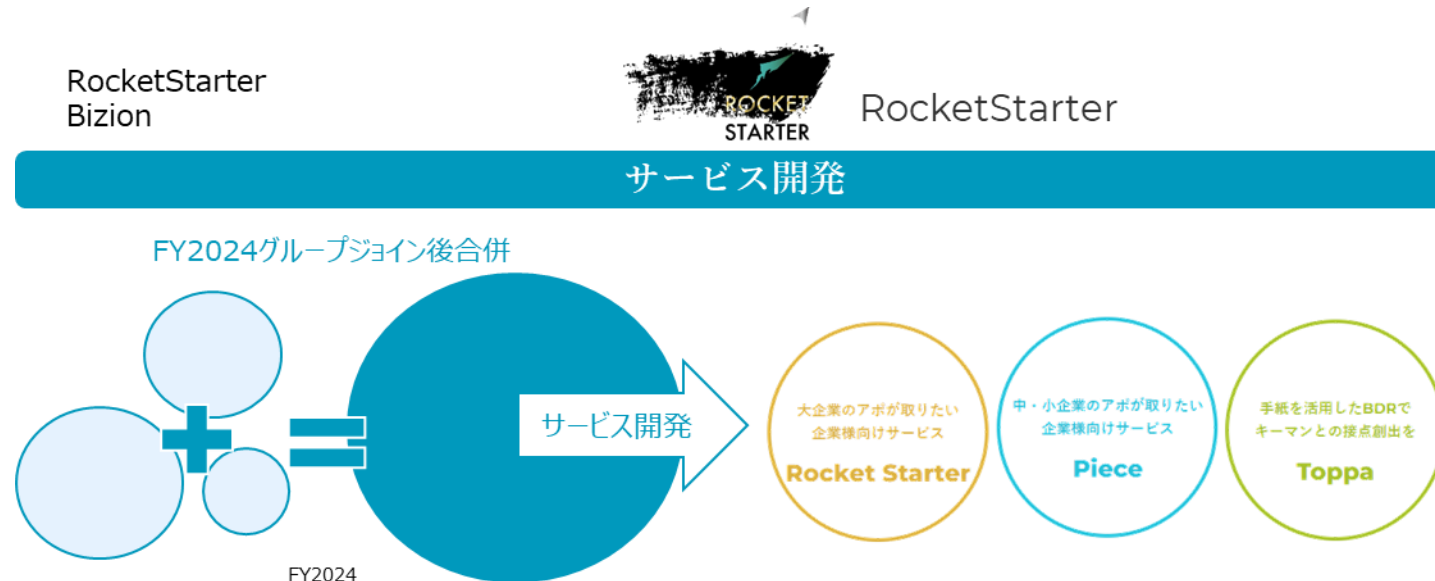 RocketStarter
Bizion
ROCKET
STARTER
RocketStarter
サービス開発
FY2024グループジョイン後合併
サービス開発
大企業のアポが取りたい
企業様向けサービス
Rocket Starter
中・小企業のアポが取りたい
企業様向けサービス
Piece
手紙を活用したBDRで
キーマンとの接点創出を
Toppa
FY2024